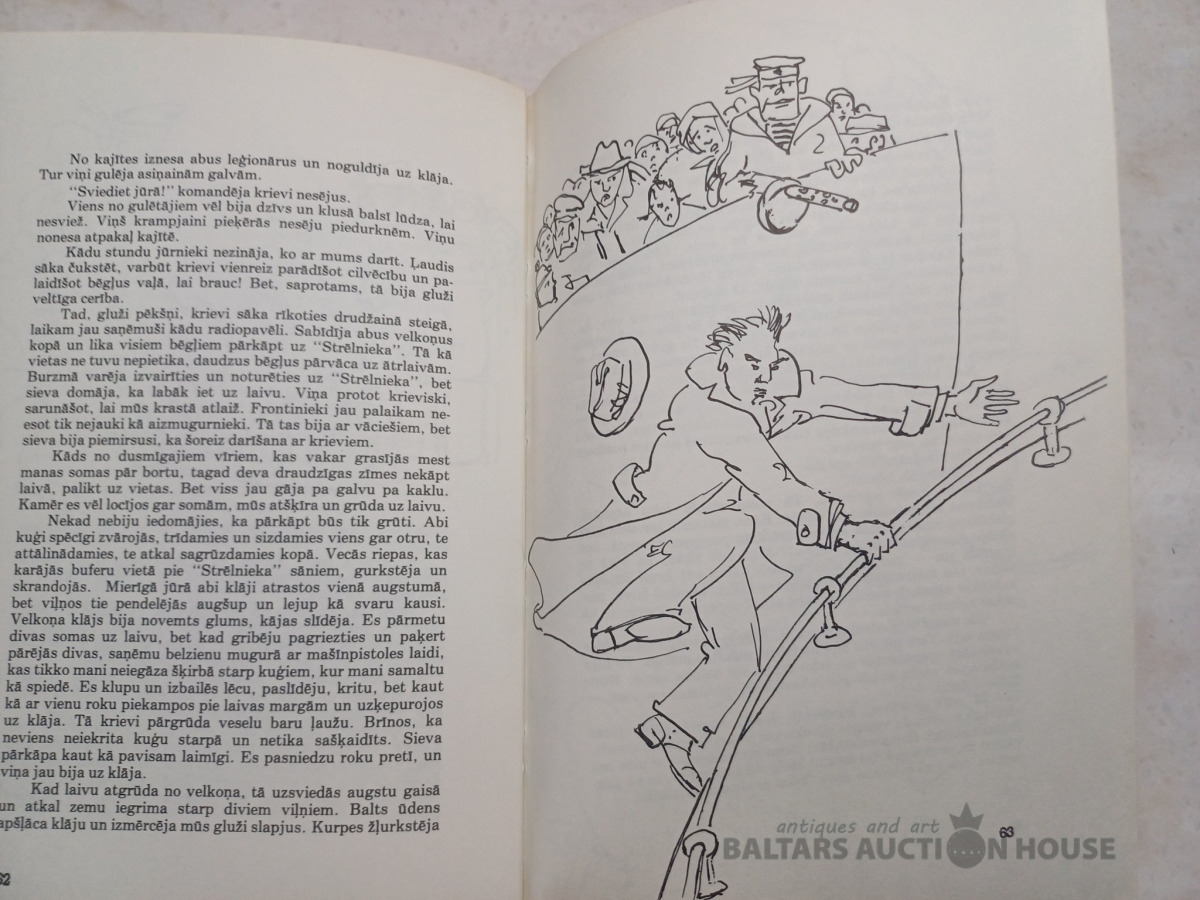 No kajītes iznesa abus leģionārus un noguldīja uz klāja.
Tur viņi gulēja asiņainām galvām.
"Sviediet jūrā!" komandēja krievi nesējus.
Viens no gulētājiem vēl bija dzīvs un klusā balsī lūdza, lai
nesviež. Viņš krampjaini pieķērās nesēju piedurknēm. Viņu
nonesa atpakaļ kajītē.
Kādu stundu jūrnieki nezināja, ko ar mums darīt. Ļaudis
sāka čukstēt, varbūt krievi vienreiz parādīšot cilvēcību un pa-
laidīšot bēgļus vaļā, lai brauc! Bet, saprotams, tā bija gluži
veltīga cerība.
Tad, gluži pēkšņi, krievi sāka rīkoties drudžainā steigā,
laikam jau saņēmuši kādu radiopavēli. Sabīdīja abus velkoņus
kopā un lika visiem bēgļiem pārkāpt uz "Strēlnieka". Tā kā
vietas ne tuvu nepietika, daudzus bēgļus pārvāca uz ātrlaivām.
Burzmā varēja izvairīties un noturēties uz "Strēlnieka", bet
sieva domāja, ka labāk iet uz laivu. Viņa protot krieviski,
sarunāšot, lai mūs krastā atlaiž. Frontinieki jau palaikam ne-
esot tik nejauki kā aizmugurnieki. Tā tas bija ar vāciešiem, bet
sieva bija piemirsusi, ka šoreiz darīšana ar krieviem.
Kāds no dusmīgajiem vīriem, kas vakar grasījās mest
manas somas pār bortu, tagad deva draudzīgas zīmes nekāpt
laivā, palikt uz vietas. Bet viss jau gāja pa galvu pa kaklu.
Kamēr es vēl locījos gar somām, mūs atšķīra un grūda uz laivu.
Nekad nebiju iedomājies, ka pārkāpt būs tik grūti. Abi
kuģi spēcīgi zvārojās, trīdamies un sizdamies viens gar otru, te
attālinādamies, te atkal sagrūzdamies kopā. Vecās riepas, kas
karājās buferu vietā pie "Strēlnieka" sāniem, gurkstēja un
skrandojās. Mierīgā jūrā abi klāji atrastos vienā augstumā,
bet viļņos tie pendelējās augšup un lejup kā svaru kausi.
Velkoņa klājs bija novemts glums, kājas slīdēja. Es pārmetu
divas somas uz laivu, bet kad gribēju pagriezties un paķert
pārējās divas, saņēmu belzienu mugurā ar mašīnpistoles laidi,
kas tikko mani neiegāza šķirbā starp kuģiem, kur mani samaltu
kā spiedē. Es klupu un izbailēs lēcu, paslīdēju, kritu, bet kaut
kā ar vienu roku piekampos pie laivas margām un uzķepurojos
uz klāja. Tā krievi pārgrūda veselu baru ļaužu. Brīnos, ka
neviens neiekrita kuģu starpā un netika sašķaidīts. Sieva
pārkāpa kaut kā pavisam laimīgi. Es pasniedzu roku pretī, un
viņa jau bija uz klāja.
Kad laivu atgrūda no velkoņa, tā uzsviedās augstu gaisā
un atkal zemu iegrima starp diviem viļņiem. Balts ūdens
apšļāca klāju un izmērcēja mūs gluži slapjus. Kurpes žļurkstēja
62
2
EC
63
antiques and art
BALTARS AUCTION HOUSE